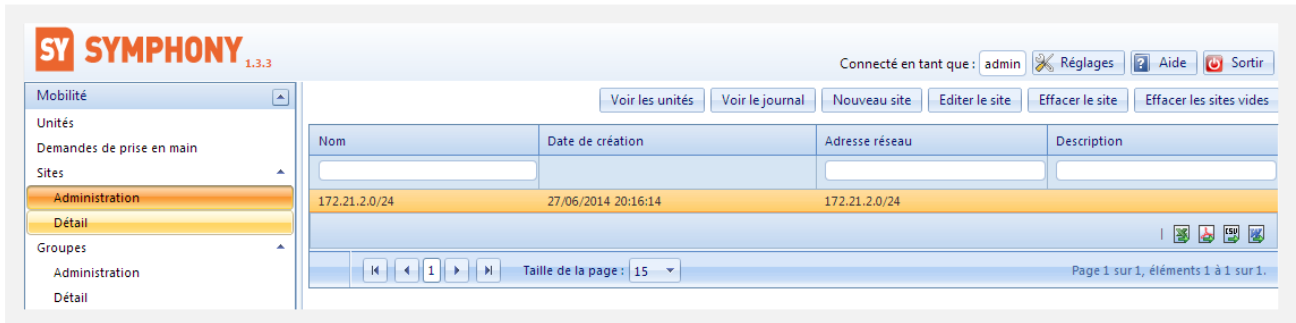 SY SYMPHONY 1.3.3
Connecté en tant que : admin Réglages Aide Sortir
Mobilité
Voir les unités Voir le journal Nouveau site Editer le site Effacer le site Effacer les sites vides
Unités
Demandes de prise en main
Nom Date de création Adresse réseau Description
Sites
Administration
172.21.2.0/24 27/06/2014 20:16:14 172.21.2.0/24
Détail
Groupes
CSV
Administration
1 Taille de la page : 15 Page 1 sur 1, éléments 1 à 1 sur 1.
Détail